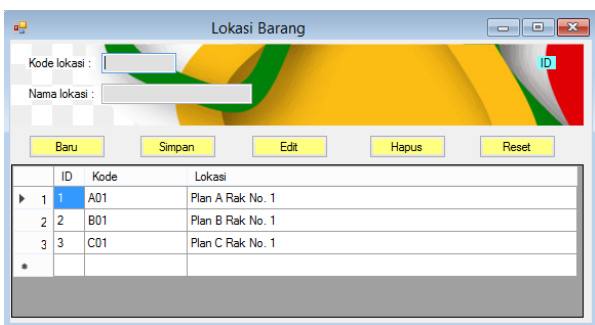 Lokasi Barang
Kode lokasi :
ID
Nama lokasi :
Baru Simpan Edit Hapus Reset
ID Kode Lokasi
1 1 A01 Plan A Rak No. 1
2 2 B01 Plan B Rak No. 1
3 3 C01 Plan C Rak No. 1